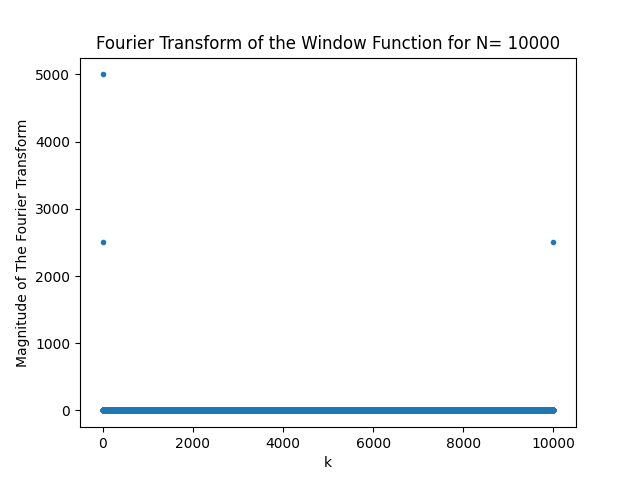 Fourier Transform of the Window Function for N= 10000
Magnitude of The Fourier Transform
5000
4000
3000
2000
1000
0
0 2000 4000 6000 8000 10000
k